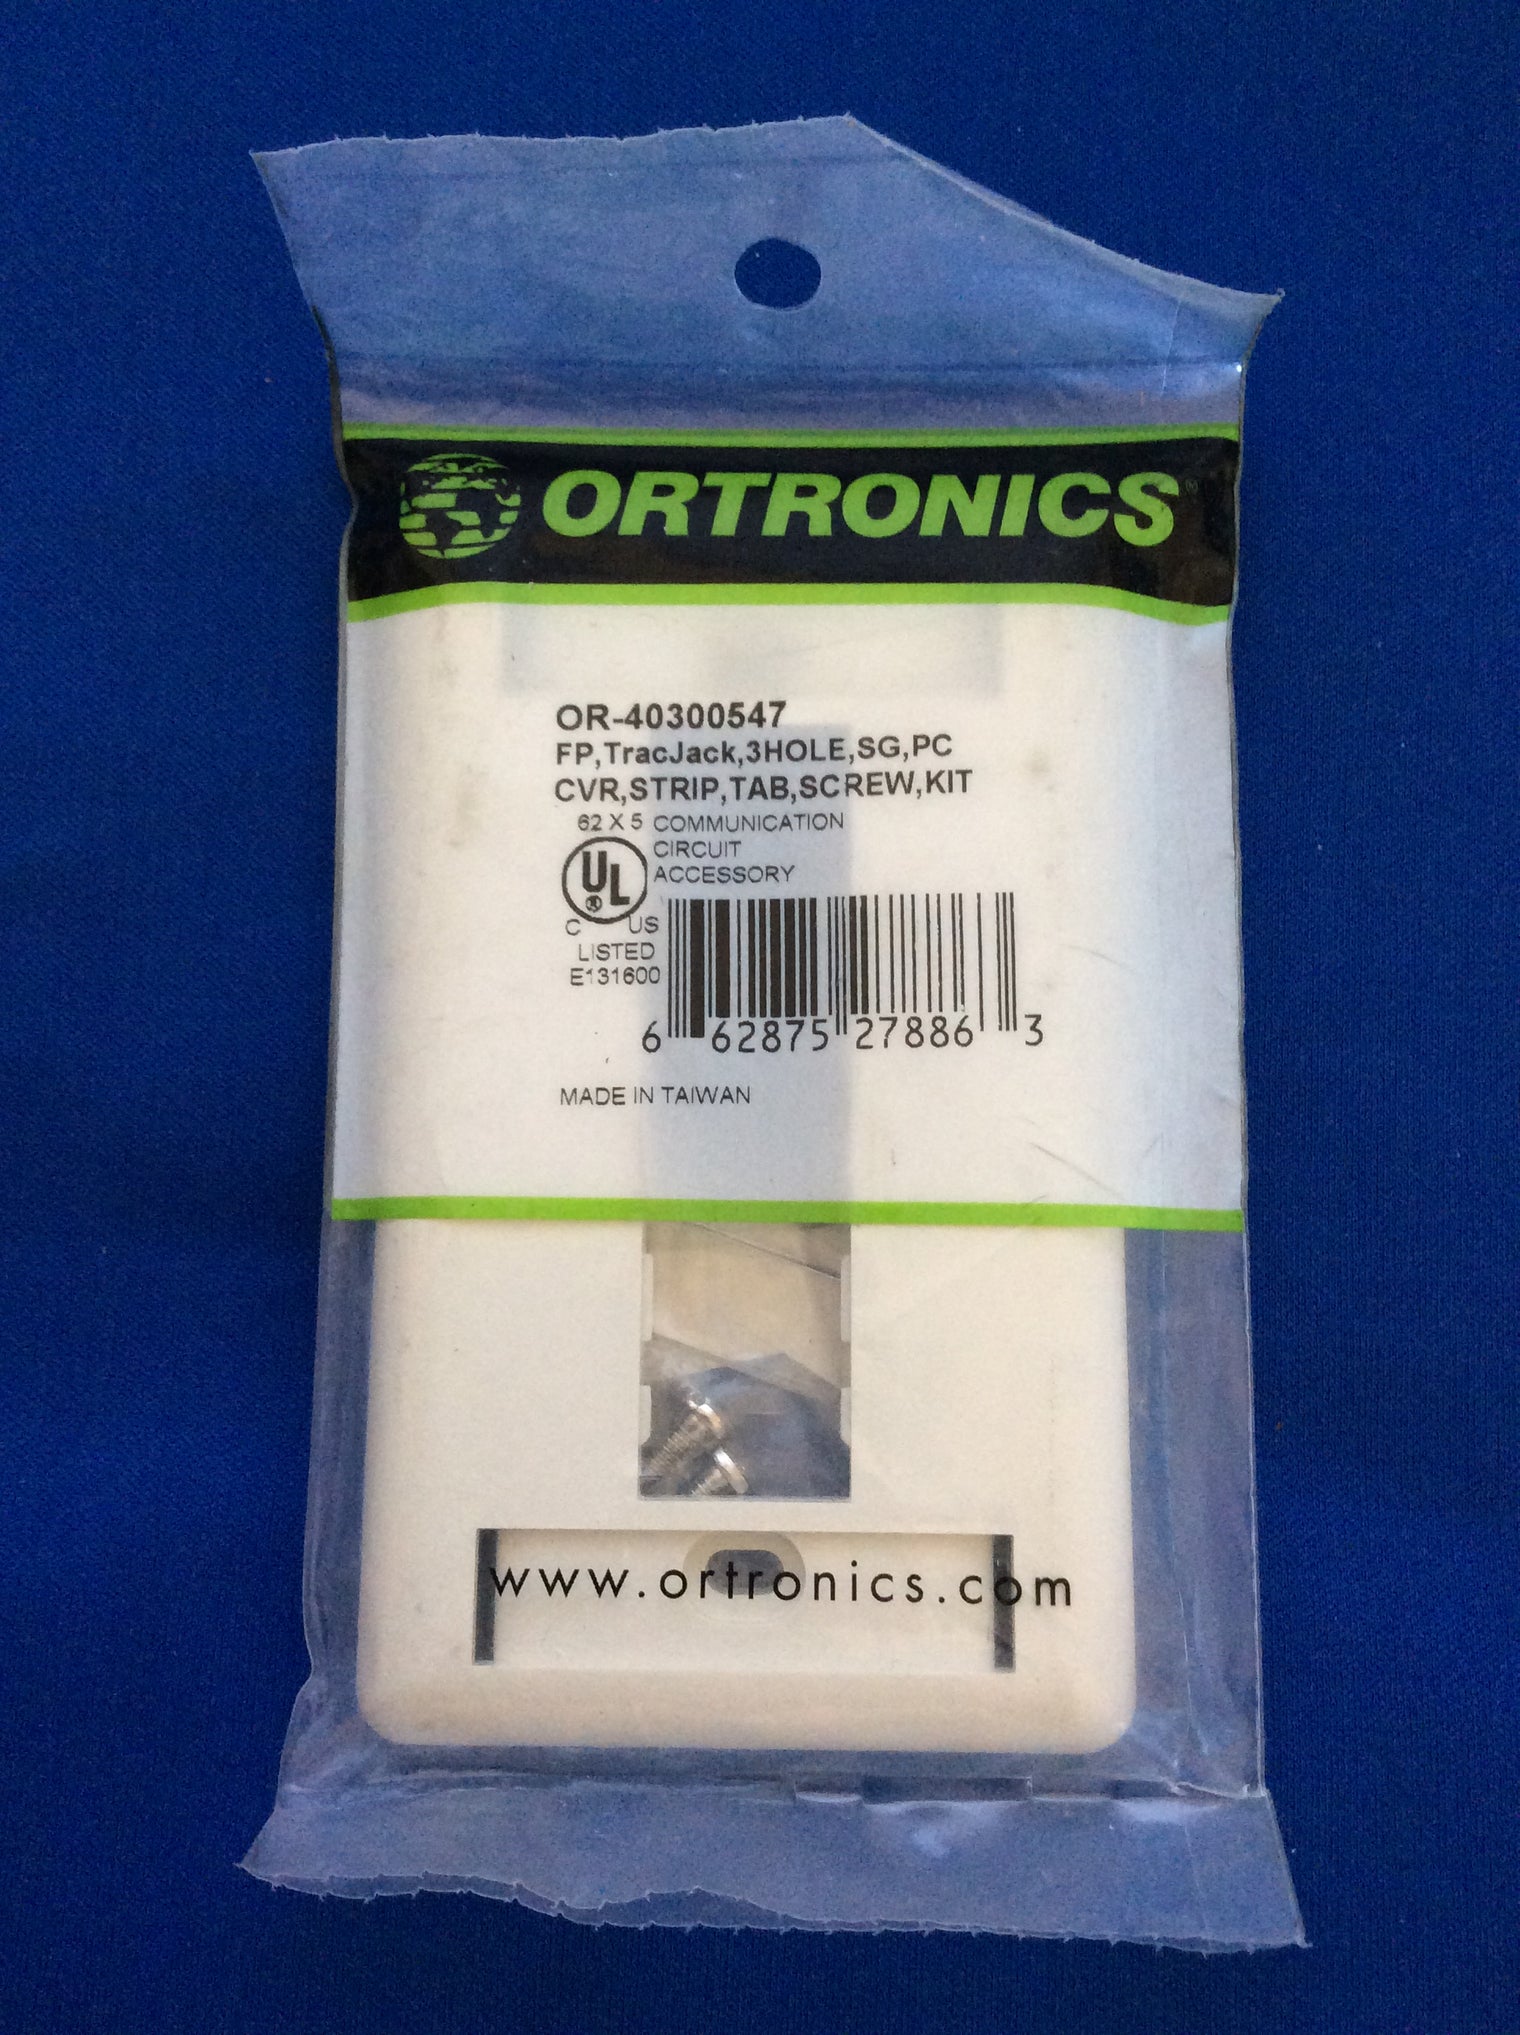 ORTRONICS
OR-40300547
FP,TracJack,3HOLE,SG,PC
CVR,STRIP,TAB,SCREW,KIT
62 X 5 COMMUNICATION
CIRCUIT
UL ACCESSORY
®
C US
LISTED
E131600
6 62875 27886 3
MADE IN TAIWAN
www.ortronics.com